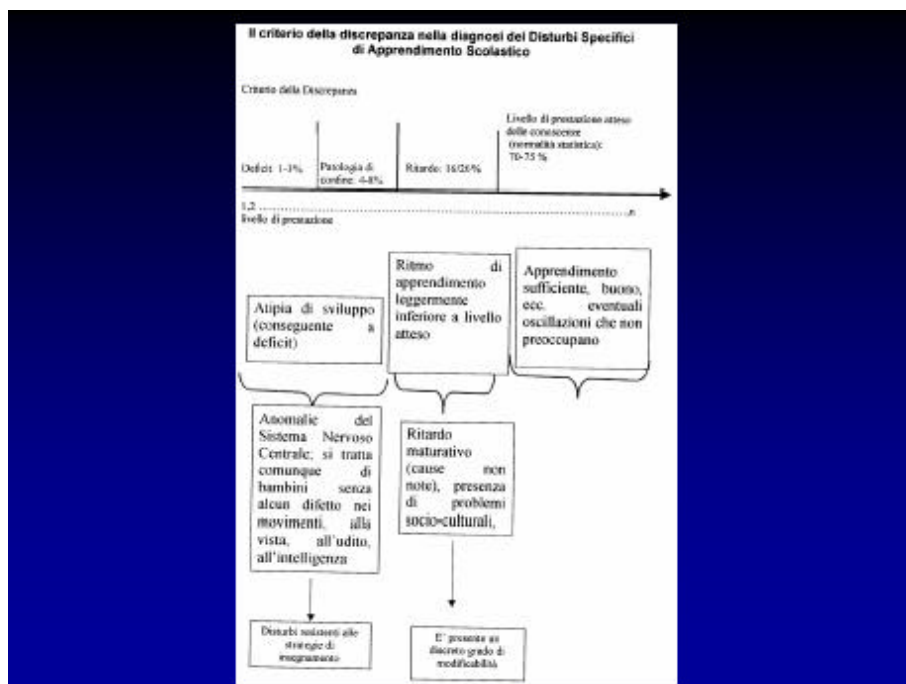 Il criterio della discrepanza nella diagnosi dei Disturbi Specifici
di Apprendimento Scolastico
Criterio della Discrepanza
Livello di prestazione atteso
delle conoscenze
(normalità statistica):
70-75 %
Deficit: 1-3%
Patologia di
confine: 4-8%
Ritardo: 16/26%
1,2
n
livello di prestazione
Atipia di sviluppo
(conseguente a
deficit)
Ritmo di
apprendimento
leggermente
inferiore a livello
atteso
Apprendimento
sufficiente, buono,
ecc. eventuali
oscillazioni che non
preoccupano
Anomalie del
Sistema Nervoso
Centrale; si tratta
comunque di
bambini senza
alcun difetto nei
movimenti, alla
vista, all'udito,
all'intelligenza
Ritardo
maturativo
(cause non
note), presenza
di problemi
socio-culturali,
Disturbi resistenti alle
strategie di
insegnamento
E' presente un
discreto grado di
modificabilità